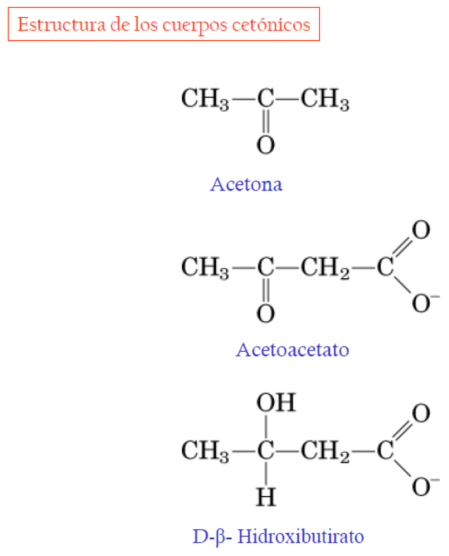 Estructura de los cuerpos cetónicos
CH₃—C—CH₃
O
Acetona
O
CH₃—C—CH₂—C
O O⁻
Acetoacetato
OH O
CH₃—C—CH₂—C
H O⁻
D-β- Hidroxibutirato